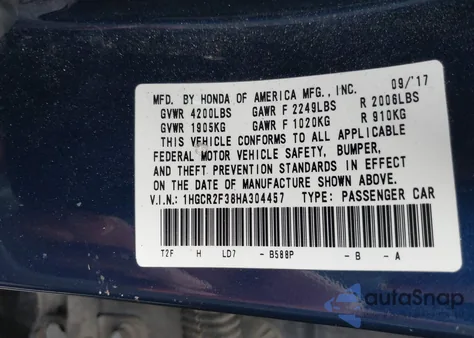 MFD. BY HONDA OF AMERICA MFG., INC. 09/'17
GVWR 4200LBS GAWR F 2249LBS R 2006LBS
GVWR 1905KG GAWR F 1020KG R 910KG
THIS VEHICLE CONFORMS TO ALL APPLICABLE
FEDERAL MOTOR VEHICLE SAFETY, BUMPER,
AND THEFT PREVENTION STANDARDS IN EFFECT
ON THE DATE OF MANUFACTURE SHOWN ABOVE.
V.I.N.: 1HGCR2F38HA304457 TYPE: PASSENGER CAR
T2F H LD7 -B588P -B -A
autoSnap